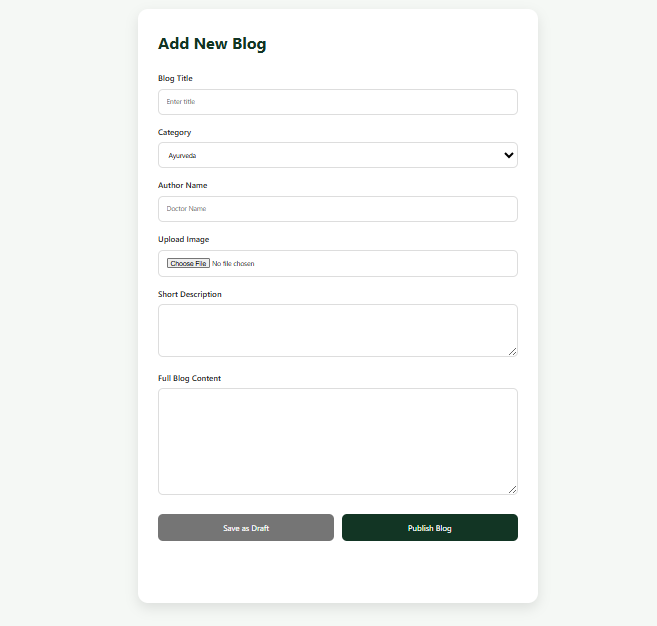 Add New Blog
Blog Title
Enter title
Category
Ayurveda
Author Name
Doctor Name
Upload Image
Choose File No file chosen
Short Description
Full Blog Content
Save as Draft
Publish Blog